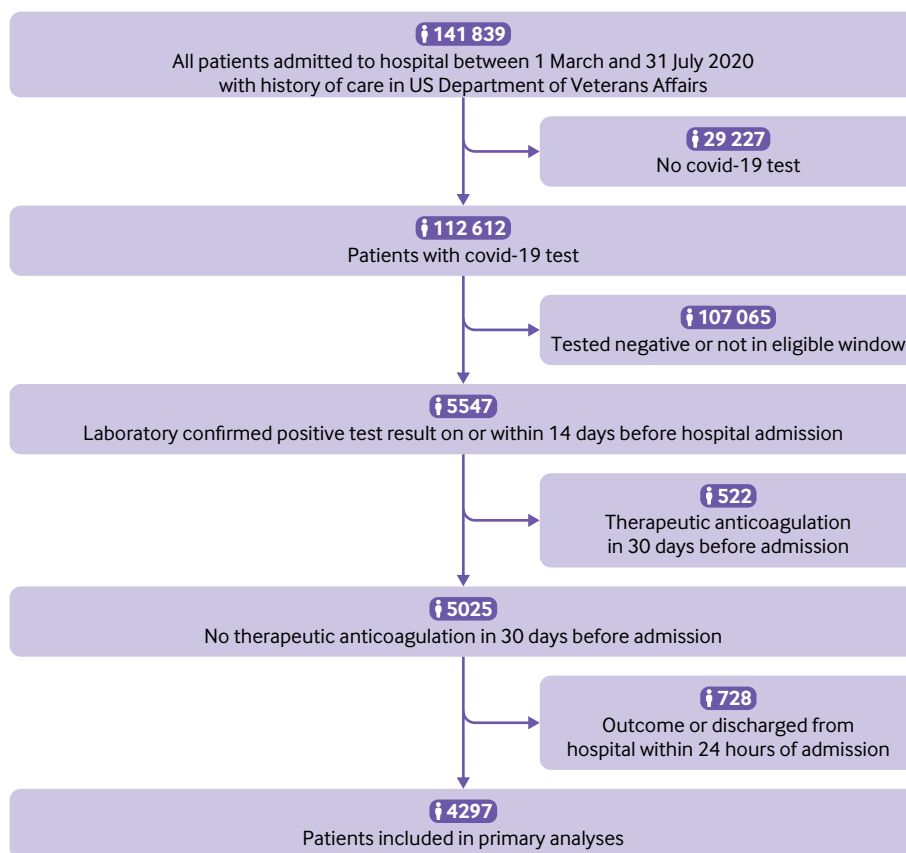 141 839
All patients admitted to hospital between 1 March and 31 July 2020
with history of care in US Department of Veterans Affairs
29 227
No covid-19 test
112 612
Patients with covid-19 test
107 065
Tested negative or not in eligible window
5547
Laboratory confirmed positive test result on or within 14 days before hospital admission
522
Therapeutic anticoagulation
in 30 days before admission
5025
No therapeutic anticoagulation in 30 days before admission
728
Outcome or discharged from
hospital within 24 hours of admission
4297
Patients included in primary analyses